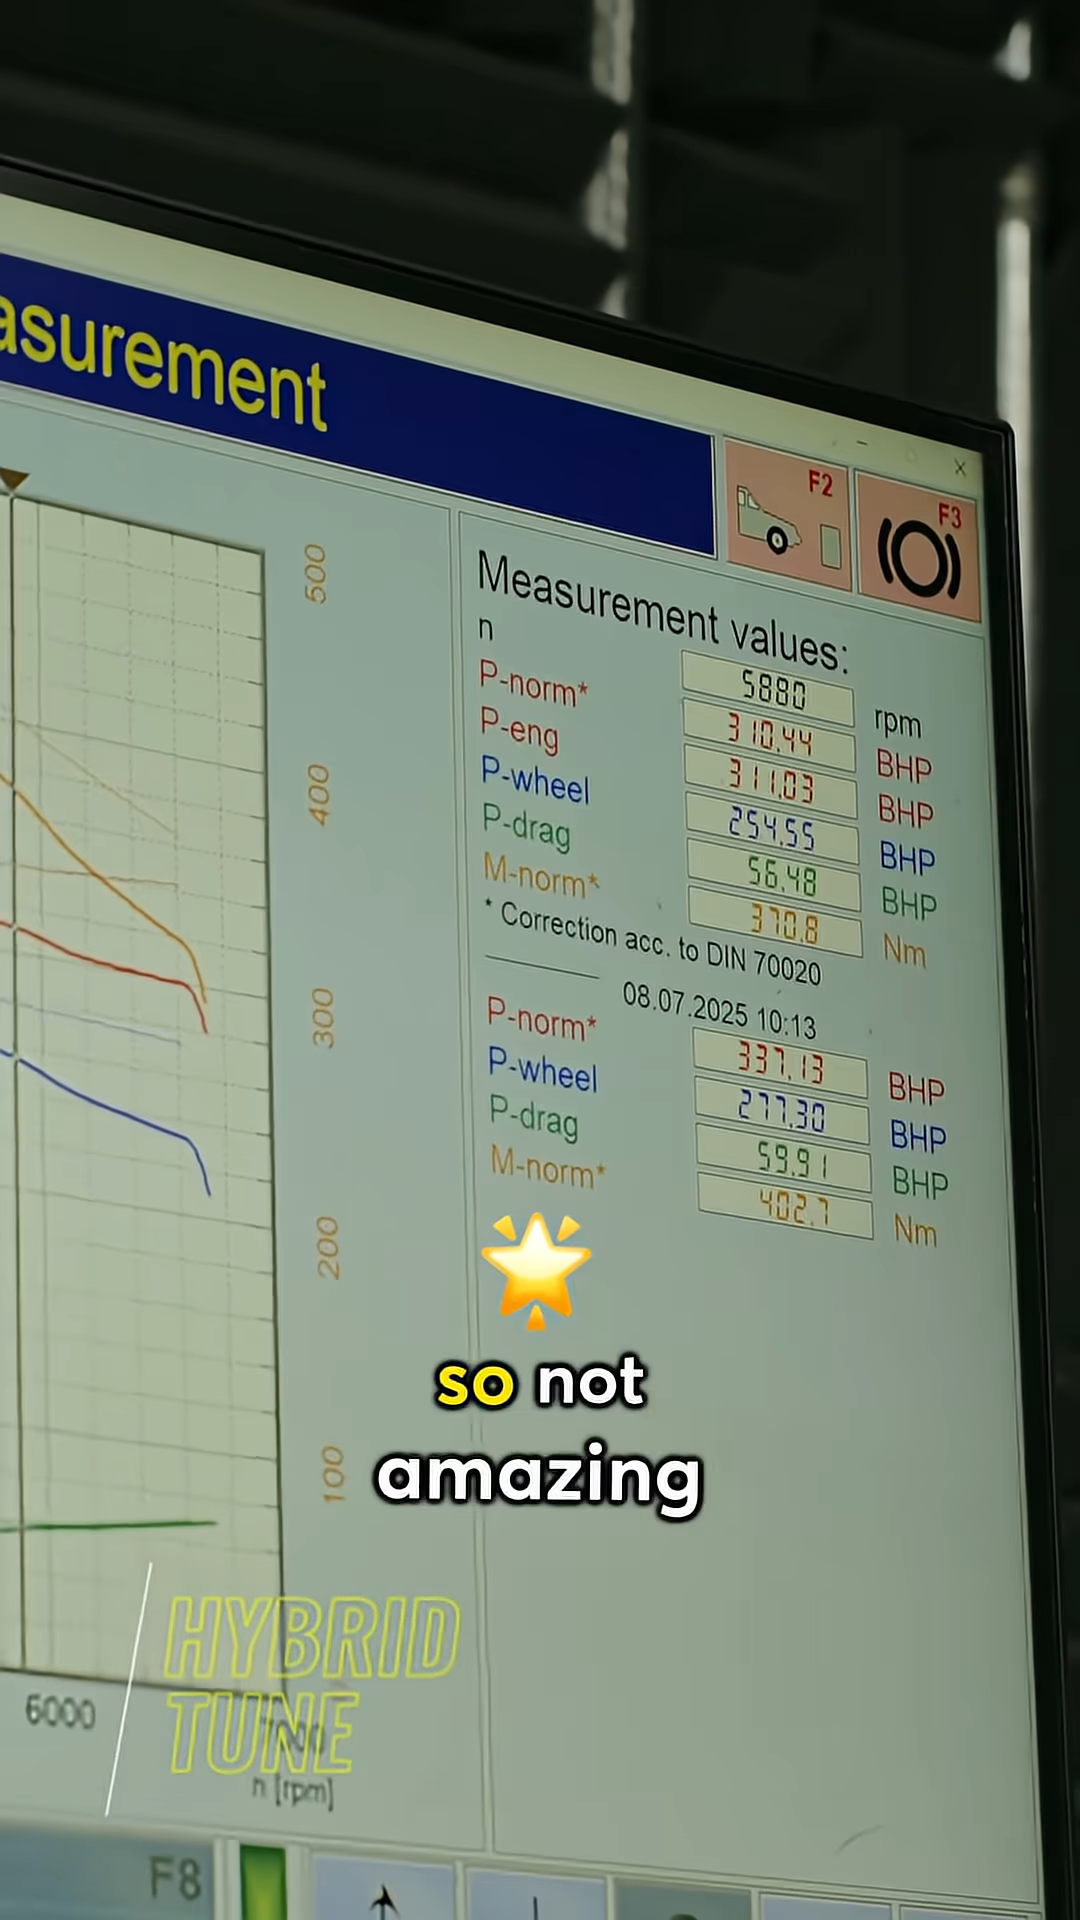 asurement
F2
F3
500
400
300
200
100
Measurement values:
n 5880 rpm
P-norm* 310.44 BHP
P-eng 311.03 BHP
P-wheel 254.55 BHP
P-drag 56.48 BHP
M-norm* 370.8 Nm
* Correction acc. to DIN 70020
08.07.2025 10:13
P-norm* 337.13 BHP
P-wheel 277.30 BHP
P-drag 59.91 BHP
M-norm* 402.7 Nm
so not
amazing
HYBRID
TUNE
6000
7000
n [rpm]
F8